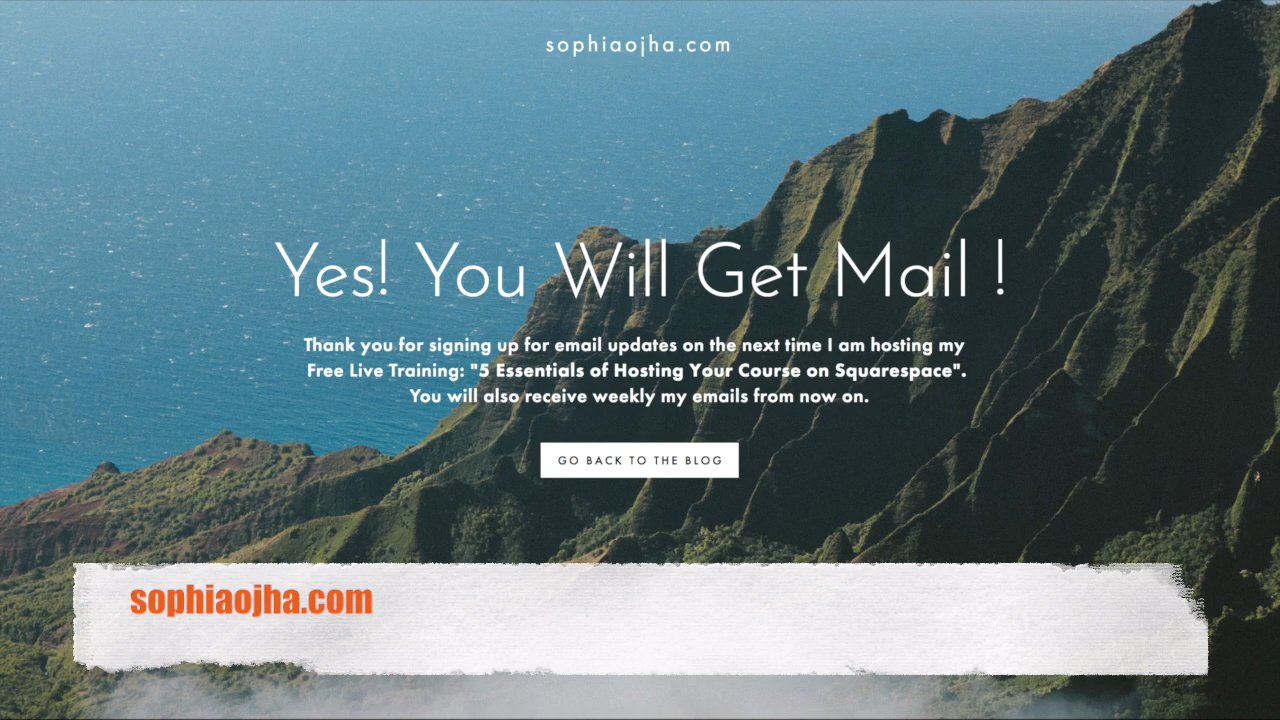 sophiaojha.com
Yes! You Will Get Mail !
Thank you for signing up for email updates on the next time I am hosting my
Free Live Training: "5 Essentials of Hosting Your Course on Squarespace".
You will also receive weekly my emails from now on.
GO BACK TO THE BLOG
sophiaojha.com